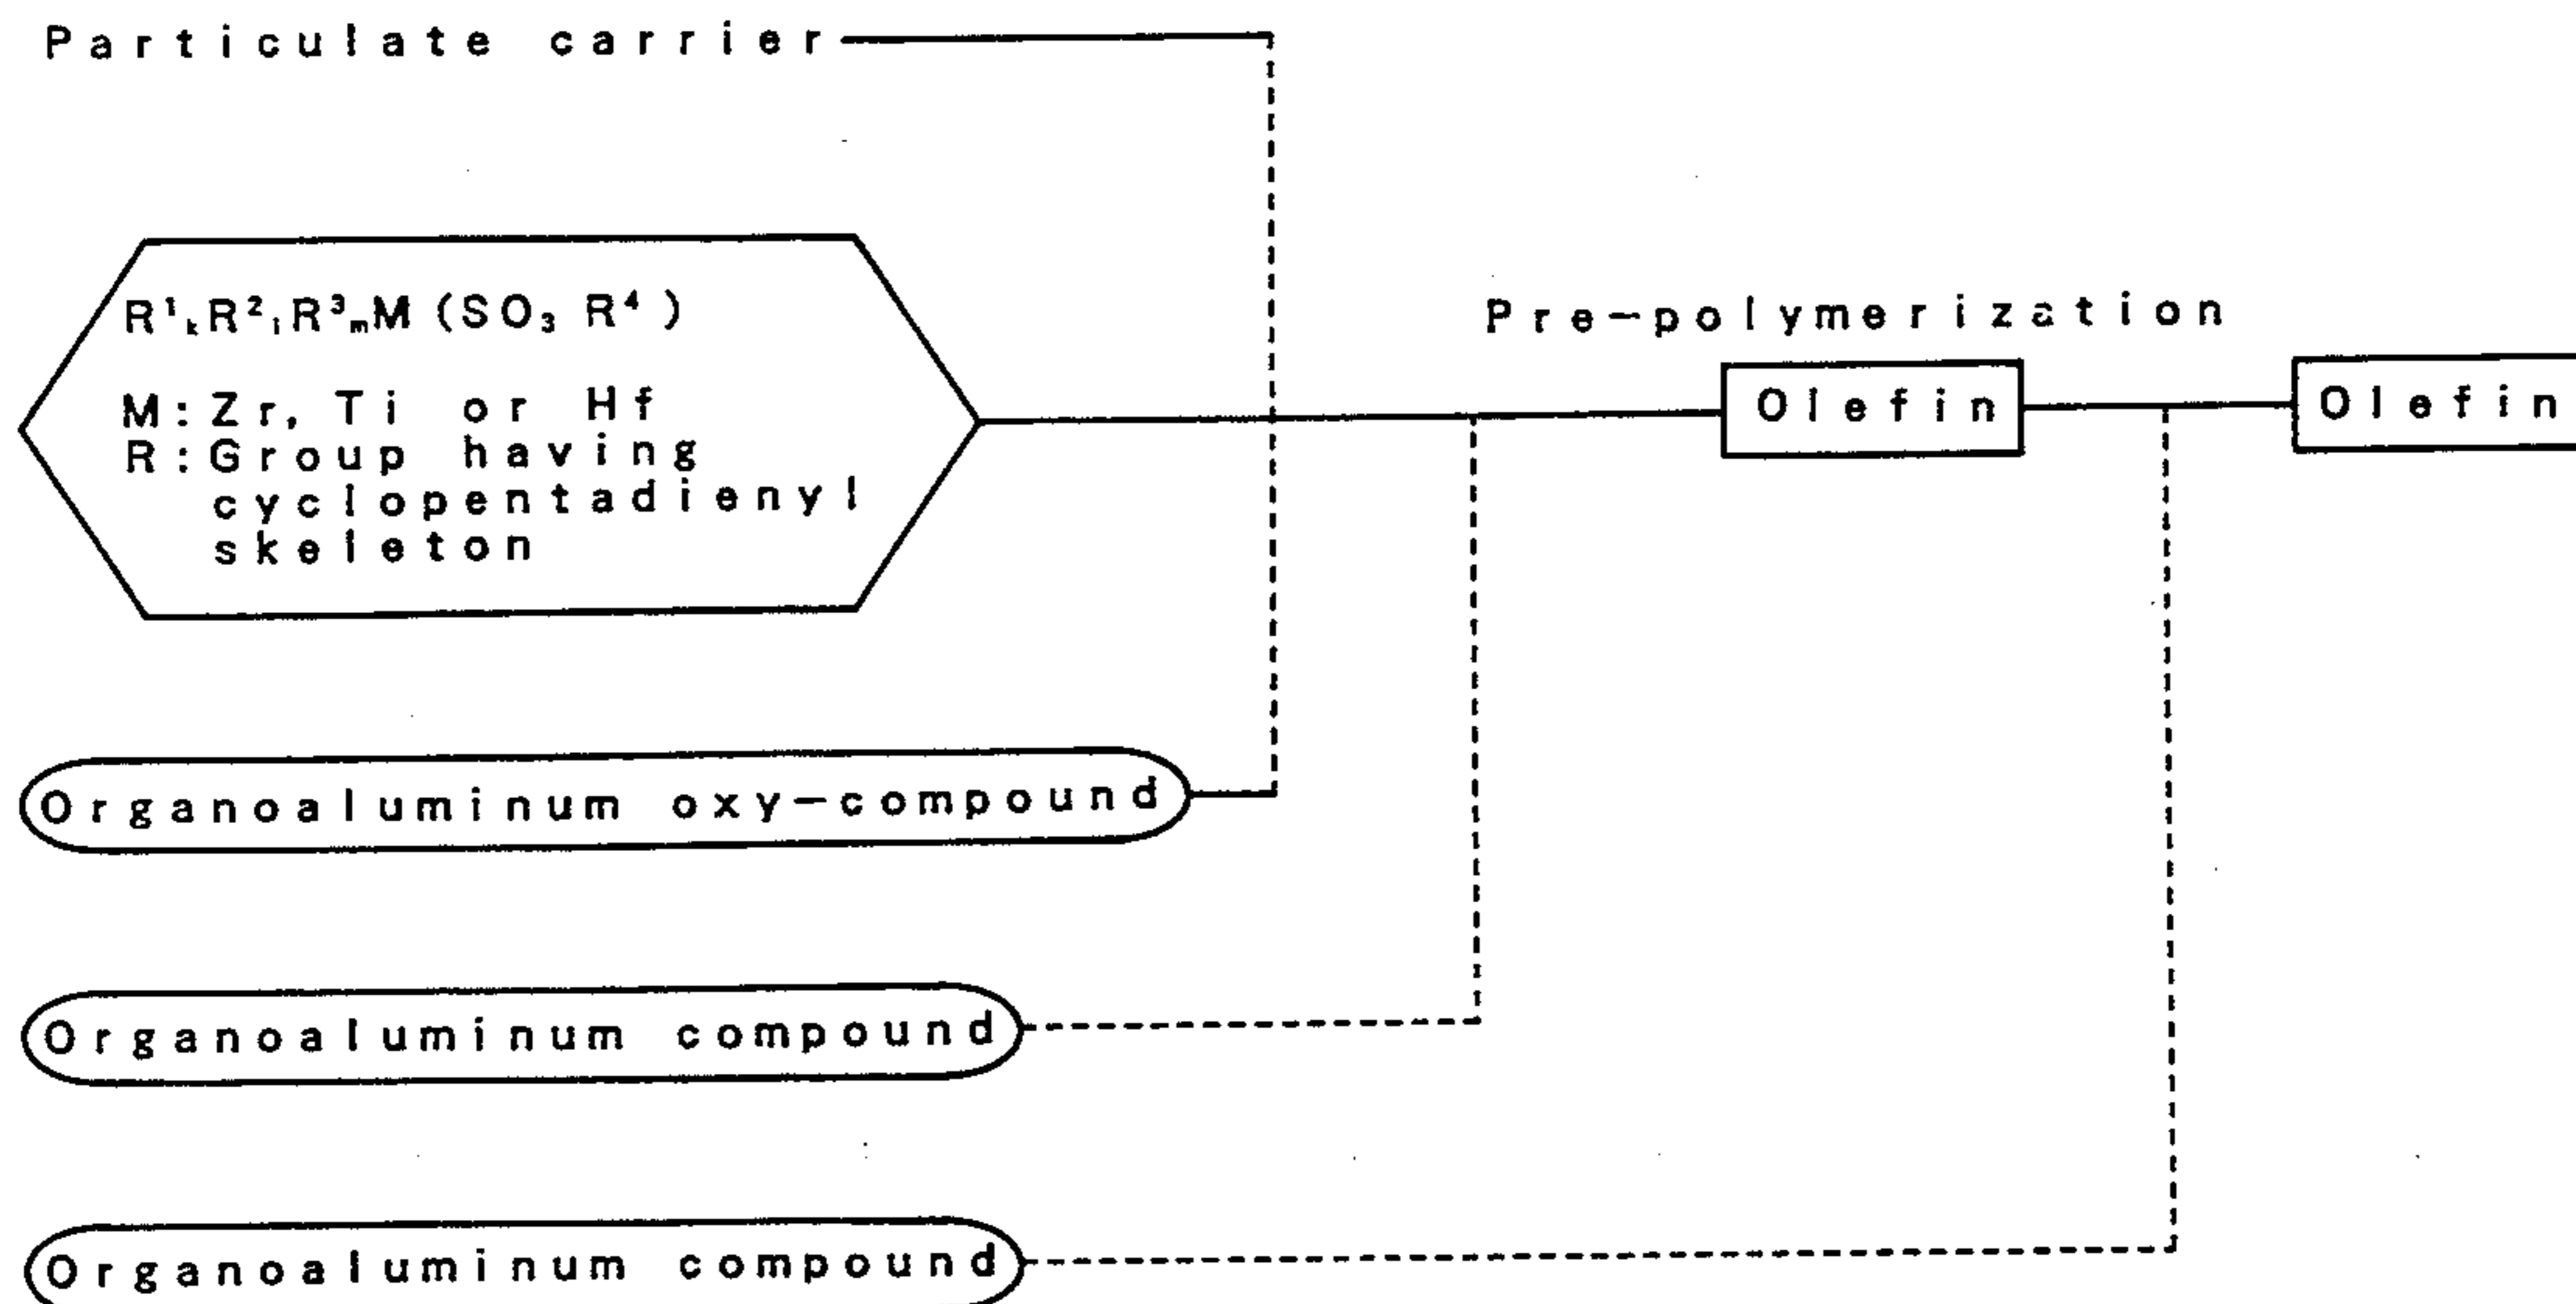 Particulate carrier
R¹ₖR²ₗR³ₘM (SO₃ R⁴ )
M: Zr, Ti or Hf
R: Group having
cyclopentadienyl
skeleton
Pre-polymerization
Olefin
Olefin
Organoaluminum oxy-compound
Organoaluminum compound
Organoaluminum compound